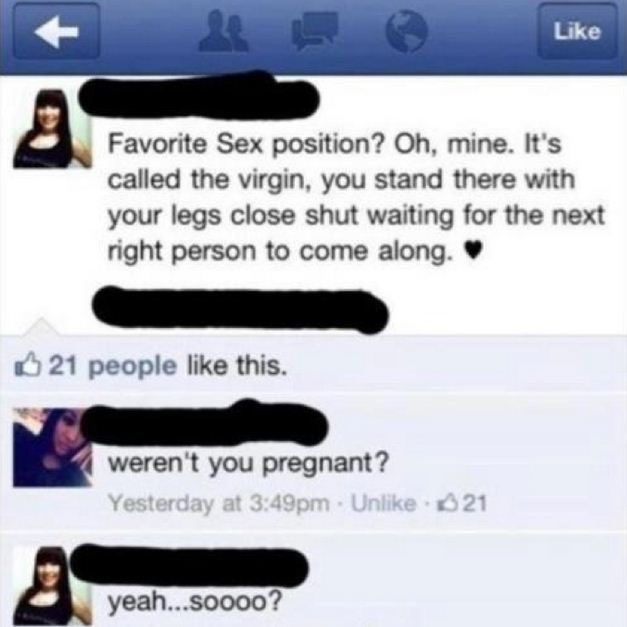 Like
Favorite Sex position? Oh, mine. It's
called the virgin, you stand there with
your legs close shut waiting for the next
right person to come along. ♥
21 people like this.
weren't you pregnant?
Yesterday at 3:49pm · Unlike · 21
yeah...soooo?